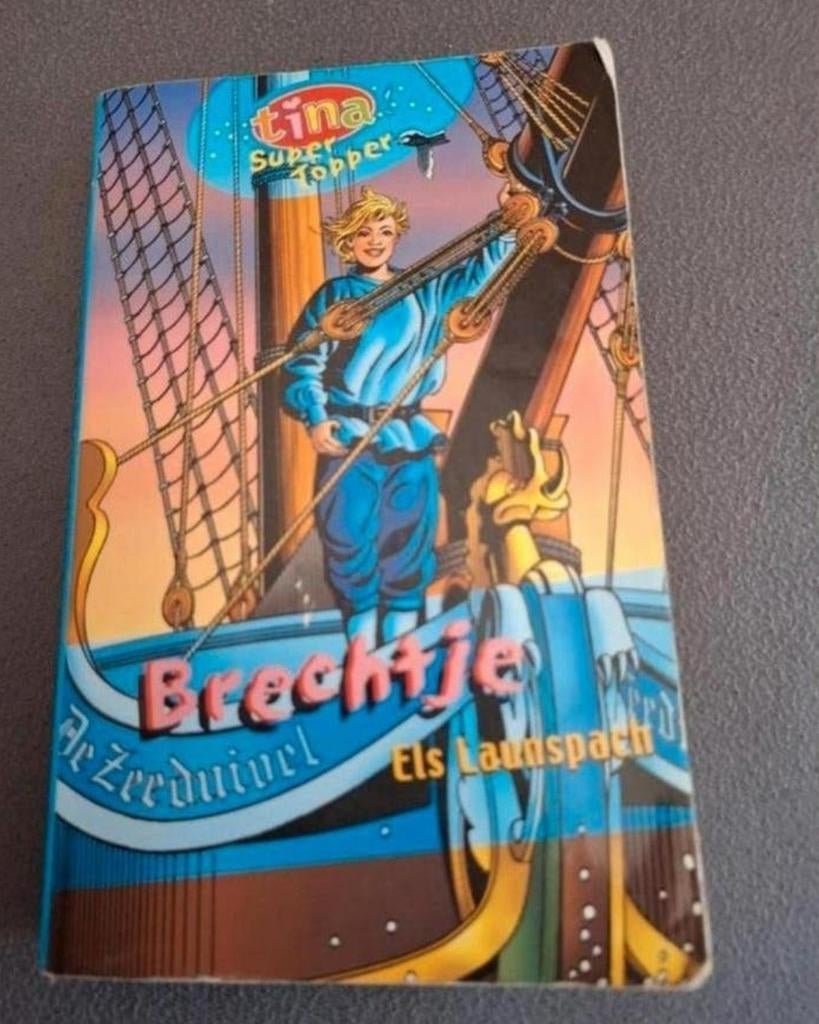 tina
Super
Topper
Brechtje
De Zeeduivel
Els Launspach